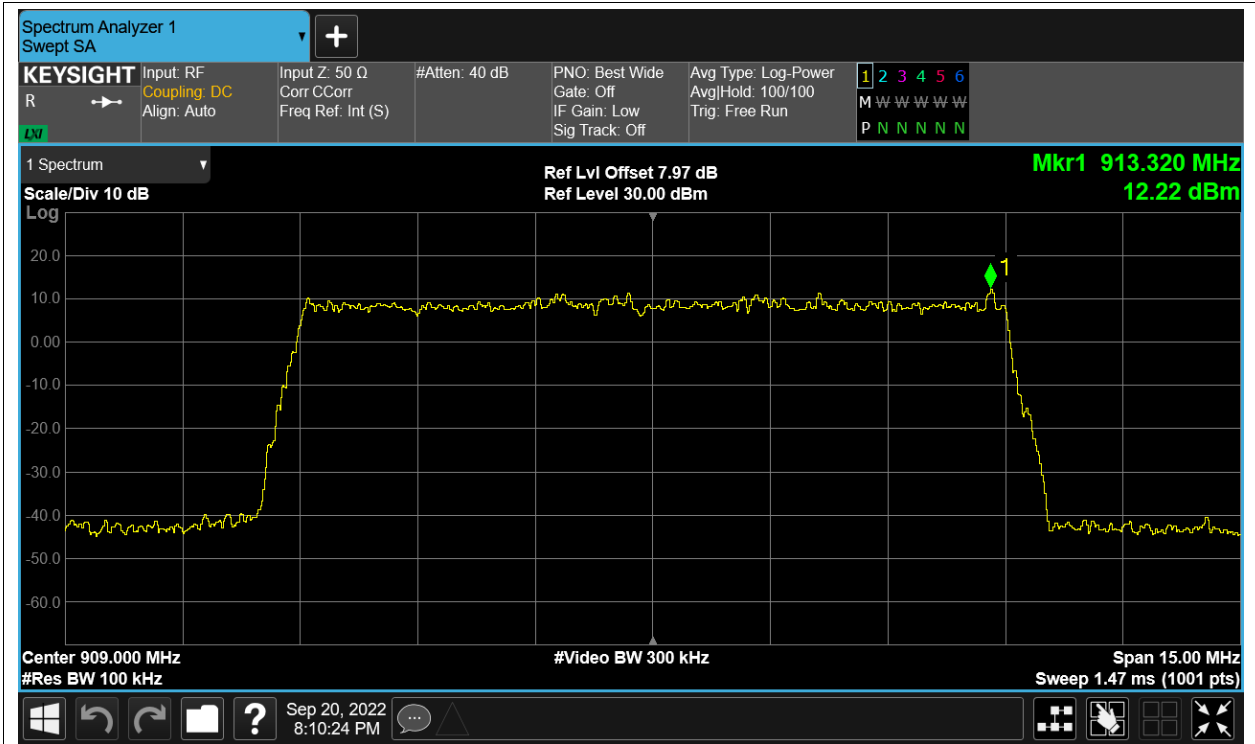 Spectrum Analyzer 1
Swept SA
KEYSIGHT
R
LXI
Input: RF
Coupling: DC
Align: Auto
Input Z: 50 Ω
Corr CCorr
Freq Ref: Int (S)
#Atten: 40 dB
PNO: Best Wide
Gate: Off
IF Gain: Low
Sig Track: Off
Avg Type: Log-Power
Avg|Hold: 100/100
Trig: Free Run
1 2 3 4 5 6
M W W W W W
P N N N N N
1 Spectrum
Scale/Div 10 dB
Log
Ref Lvl Offset 7.97 dB
Ref Level 30.00 dBm
Mkr1 913.320 MHz
12.22 dBm
20.0
10.0
0.00
-10.0
-20.0
-30.0
-40.0
-50.0
-60.0
1
Center 909.000 MHz
#Res BW 100 kHz
#Video BW 300 kHz
Span 15.00 MHz
Sweep 1.47 ms (1001 pts)
?
Sep 20, 2022
8:10:24 PM